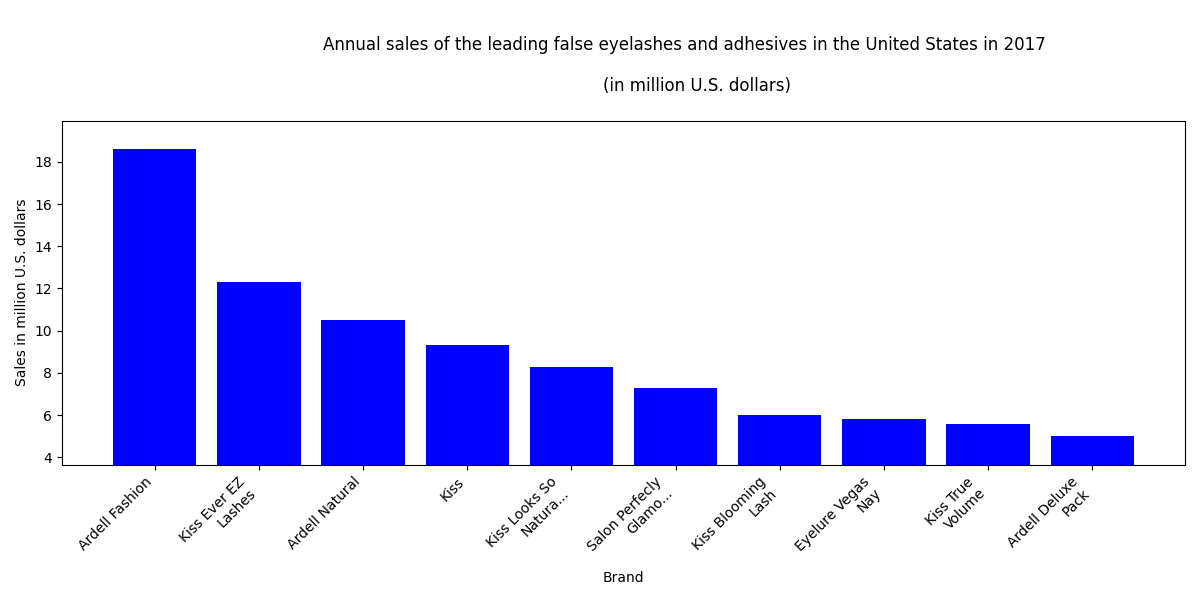 Annual sales of the leading false eyelashes and adhesives in the United States in 2017
(in million U.S. dollars)
Sales in million U.S. dollars
18
16
14
12
10
8
6
4
Ardell Fashion
Kiss Ever EZ
Lashes
Ardell Natural
Kiss
Kiss Looks So
Natura...
Salon Perfecly
Glamo...
Kiss Blooming
Lash
Eyelure Vegas
Nay
Kiss True
Volume
Ardell Deluxe
Pack
Brand